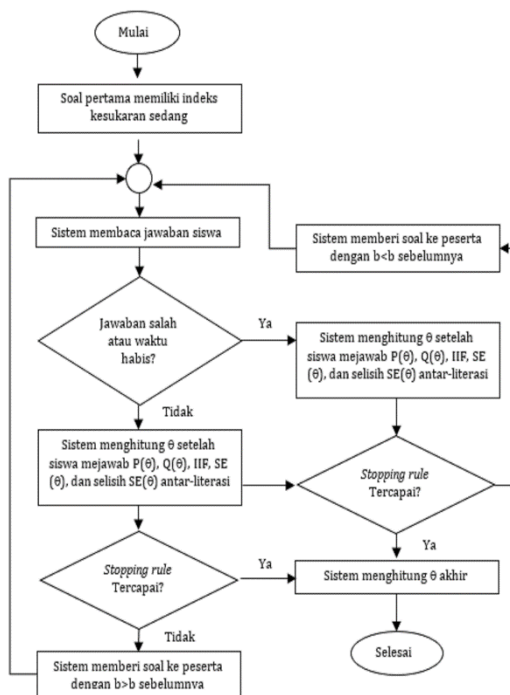 Mulai
Soal pertama memiliki indeks
kesukaran sedang
Sistem membaca jawaban siswa
Sistem memberi soal ke peserta
dengan b<b sebelumnya
Jawaban salah
atau waktu
habis?
Ya
Sistem menghitung θ setelah
siswa mejawab P(θ), Q(θ), IIF, SE
(θ), dan selisih SE(θ) antar-literasi
Tidak
Sistem menghitung θ setelah
siswa mejawab P(θ), Q(θ), IIF, SE
(θ), dan selisih SE(θ) antar-literasi
Stopping rule
Tercapai?
Ya
Stopping rule
Tercapai?
Ya
Sistem menghitung θ akhir
Tidak
Selesai
Sistem memberi soal ke peserta
dengan b>b sebelumnya